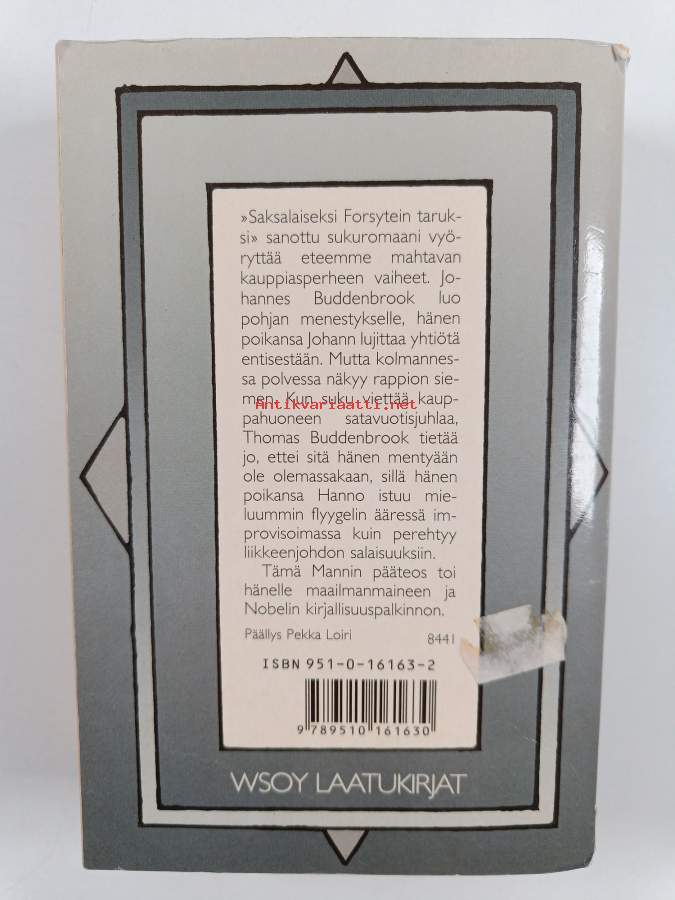 »Saksalaiseksi Forsytein taruk-
si» sanottu sukuromaani vyö-
ryttää eteemme mahtavan
kauppiasperheen vaiheet. Jo-
hannes Buddenbrook luo
pohjan menestykselle, hänen
poikansa Johann lujittaa yhtiötä
entisestään. Mutta kolmannes-
sa polvessa näkyy rappion sie-
men. Kun suku viettää kaup-
Antikvariaatti.net
pahuoneen satavuotisjuhlaa,
Thomas Buddenbrook tietää
jo, ettei sitä hänen mentyään
ole olemassakaan, sillä hänen
poikansa Hanno istuu mie-
luummin flyygelin ääressä im-
provisoimassa kuin perehtyy
liikkeenjohdon salaisuuksiin.
Tämä Mannin pääteos toi
hänelle maailmanmaineen ja
Nobelin kirjallisuuspalkinnon.
Päällys Pekka Loiri 8441
ISBN 951-0-16163-2
9 789510 161630
WSOY LAATUKIRJAT